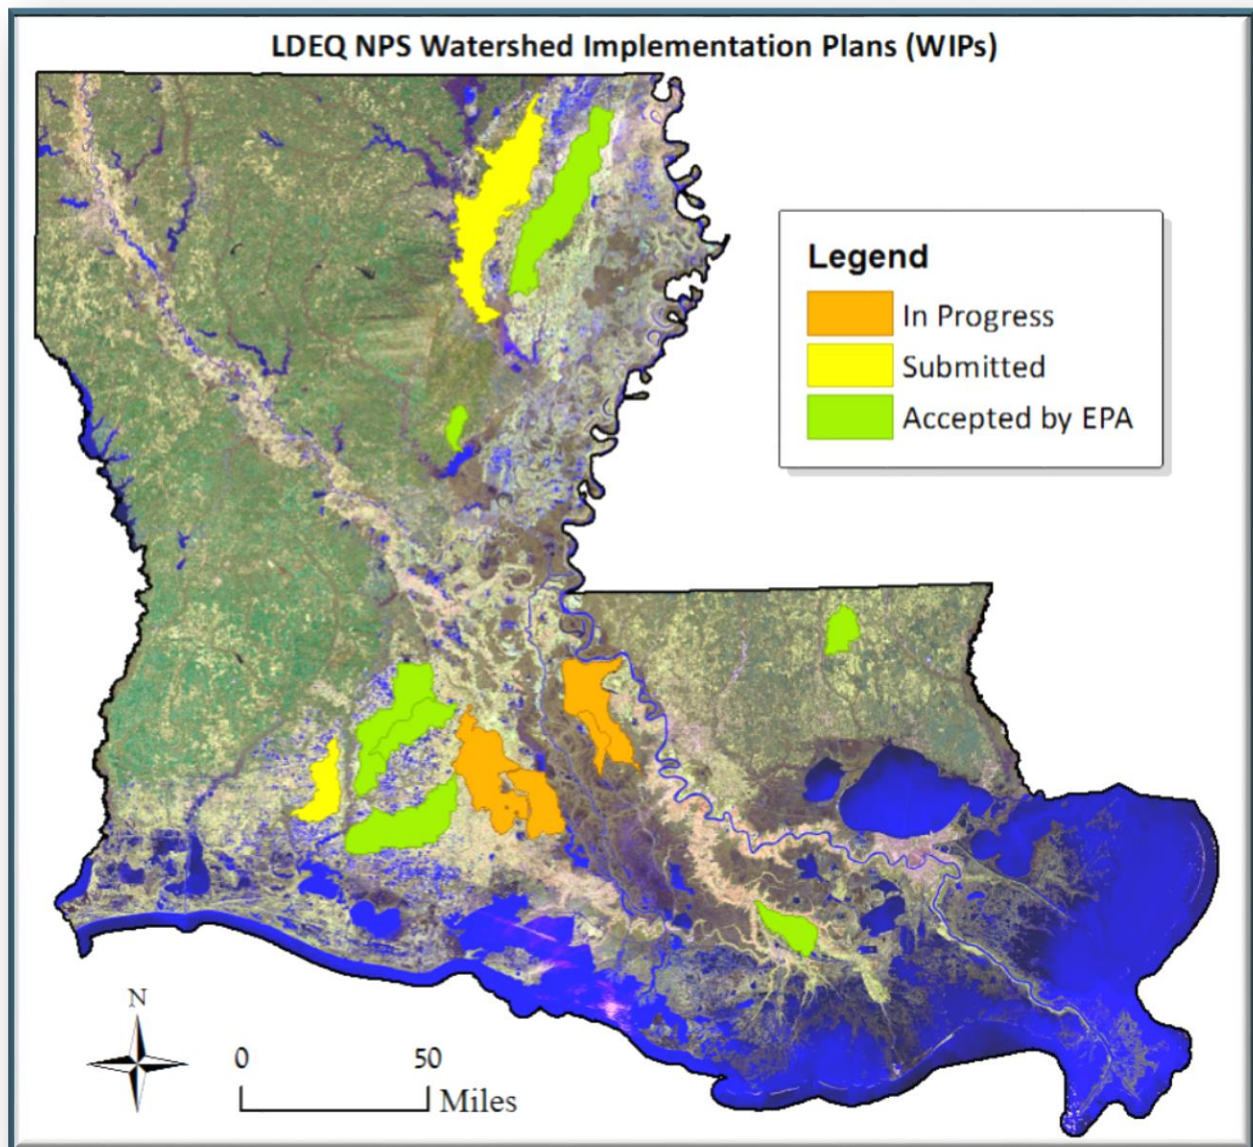 LDEQ NPS Watershed Implementation Plans (WIPs)
Legend
In Progress
Submitted
Accepted by EPA
N
0 50
Miles